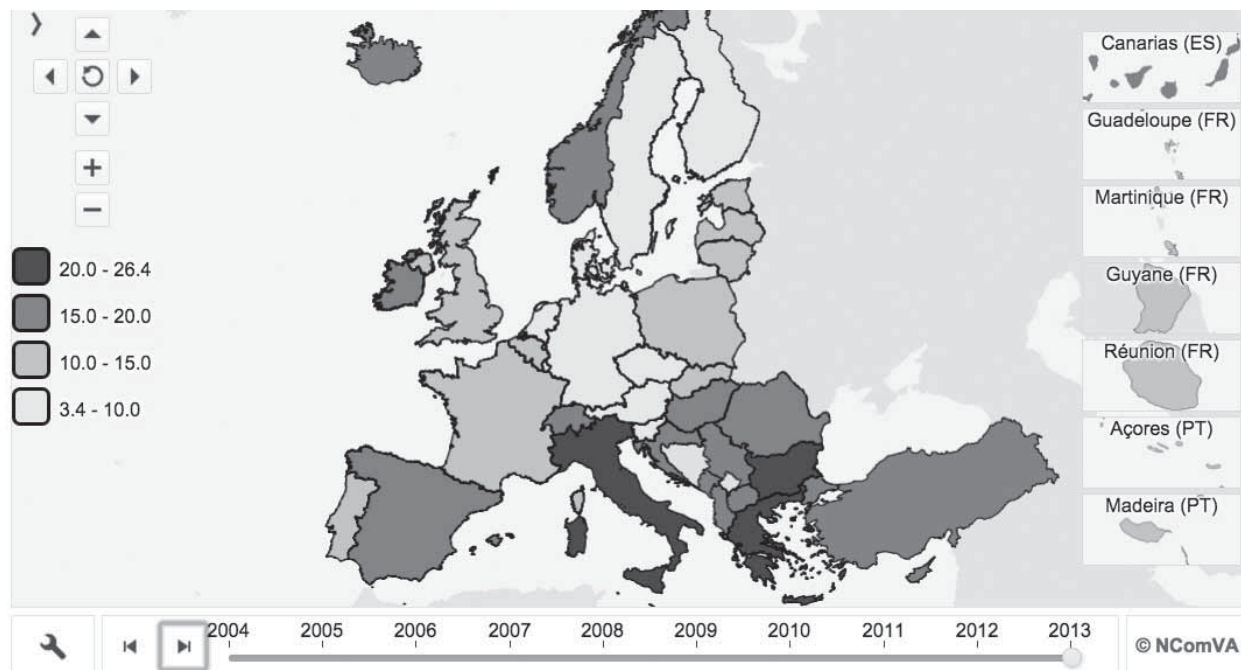 Canarias (ES)
Guadeloupe (FR)
Martinique (FR)
Guyane (FR)
Réunion (FR)
Açores (PT)
Madeira (PT)
20.0 - 26.4
15.0 - 20.0
10.0 - 15.0
3.4 - 10.0
2004 2005 2006 2007 2008 2009 2010 2011 2012 2013
© NComVA